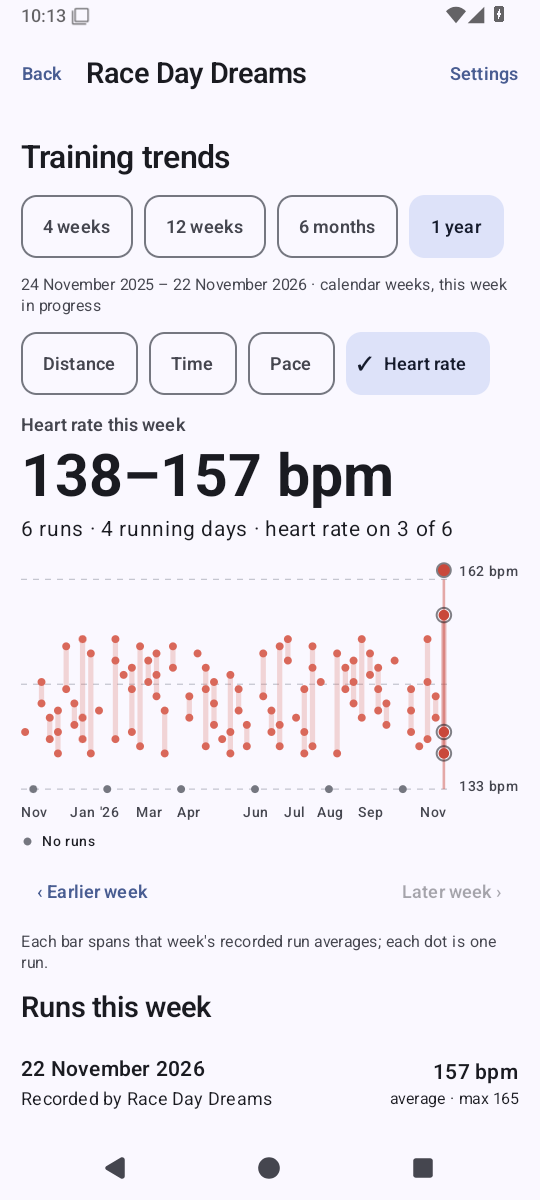 10:13
Back Race Day Dreams Settings
Training trends
4 weeks 12 weeks 6 months 1 year
24 November 2025 – 22 November 2026 · calendar weeks, this week
in progress
Distance Time Pace ✓ Heart rate
Heart rate this week
138–157 bpm
6 runs · 4 running days · heart rate on 3 of 6
162 bpm
133 bpm
Nov Jan '26 Mar Apr Jun Jul Aug Sep Nov
No runs
‹ Earlier week Later week ›
Each bar spans that week's recorded run averages; each dot is one
run.
Runs this week
22 November 2026 157 bpm
Recorded by Race Day Dreams average · max 165